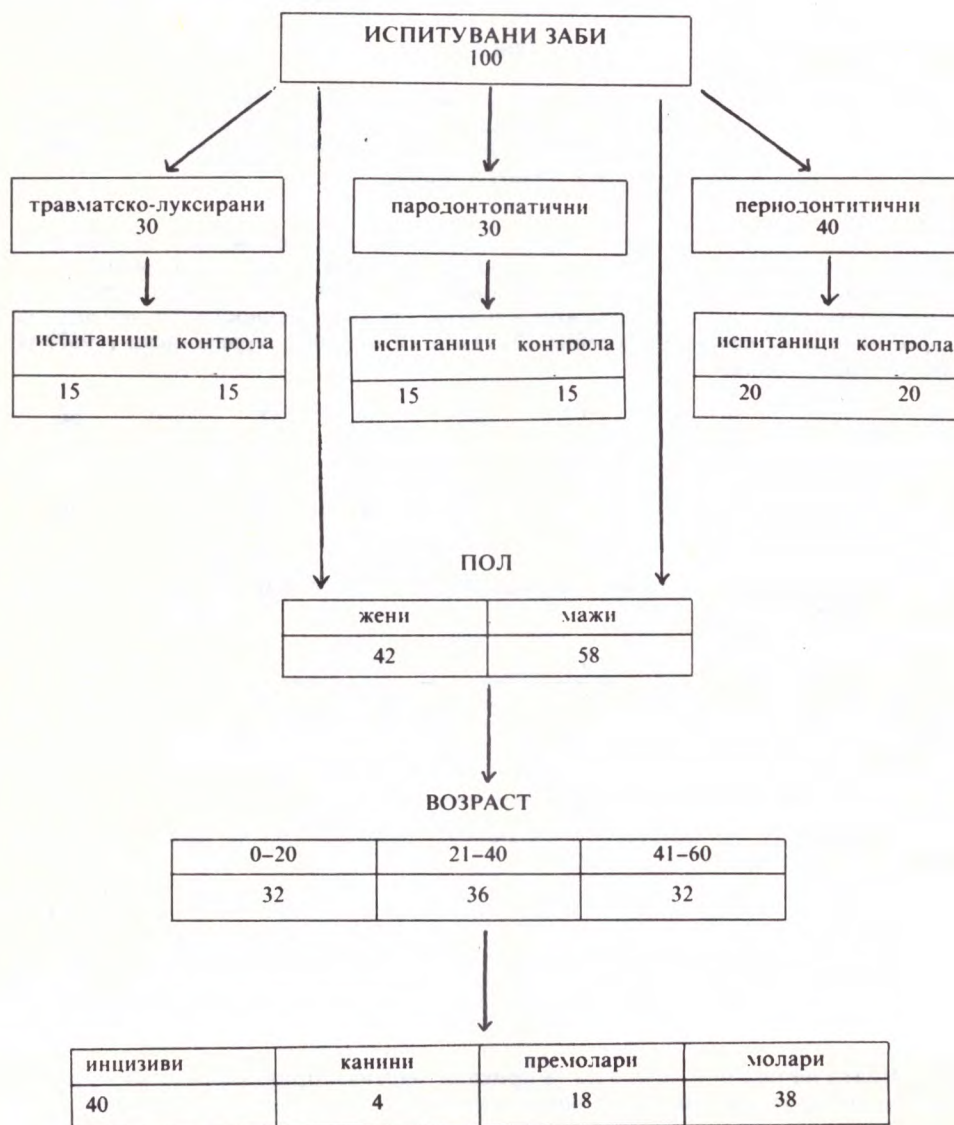 ИСПИТУВАНИ ЗАБИ
100
травматско-луксирани
30
пародонтопатични
30
периодонтитични
40
испитаници контрола
15 15
испитаници контрола
15 15
испитаници контрола
20 20
ПОЛ
жени мажи
42 58
ВОЗРАСТ
0–20 21–40 41–60
32 36 32
инцизиви канини премолари молари
40 4 18 38